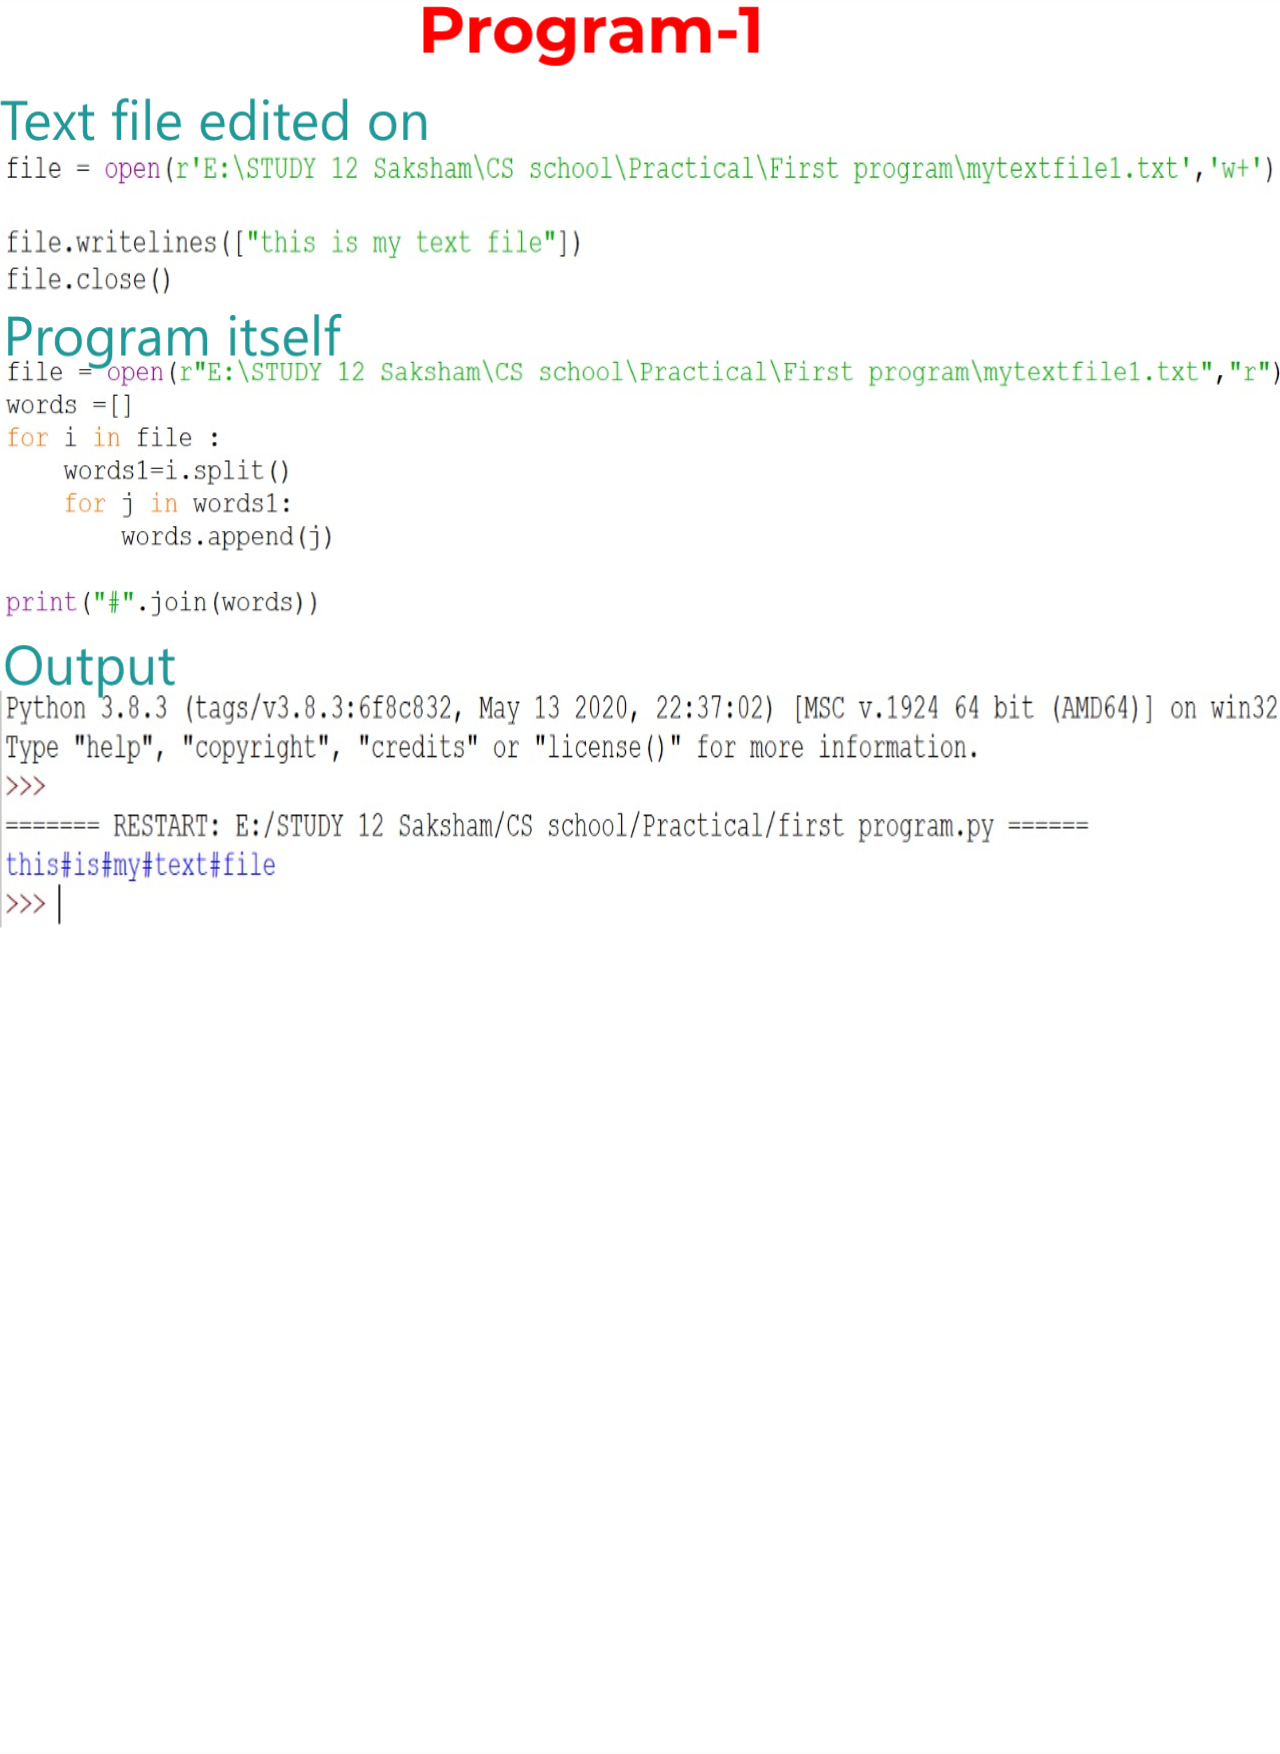 Program-1
Text file edited on
file = open(r'E:\STUDY 12 Saksham\CS school\Practical\First program\mytextfile1.txt','w+')
file.writelines(["this is my text file"])
file.close()
Program itself
file = open(r"E:\STUDY 12 Saksham\CS school\Practical\First program\mytextfile1.txt","r")
words =[]
for i in file :
    words1=i.split()
    for j in words1:
        words.append(j)
print("#".join(words))
Output
Python 3.8.3 (tags/v3.8.3:6f8c832, May 13 2020, 22:37:02) [MSC v.1924 64 bit (AMD64)] on win32
Type "help", "copyright", "credits" or "license()" for more information.
>>>
======= RESTART: E:/STUDY 12 Saksham/CS school/Practical/first program.py ======
this#is#my#text#file
>>>